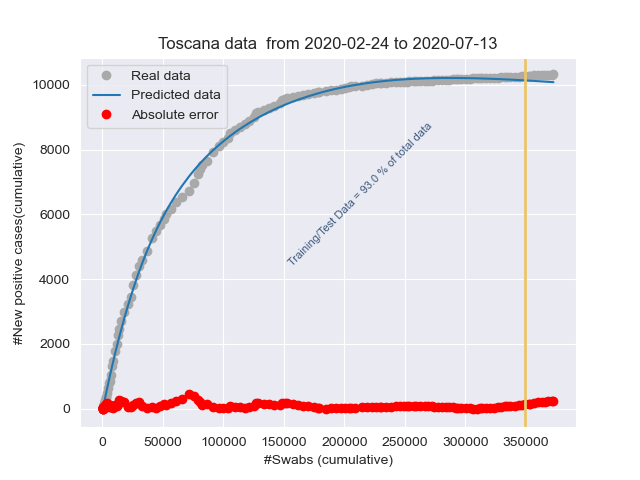 Toscana data  from 2020-02-24 to 2020-07-13
Real data
Predicted data
Absolute error
#New positive cases(cumulative)
10000
8000
6000
4000
2000
0
Training/Test Data = 93.0 % of total data
0 50000 100000 150000 200000 250000 300000 350000
#Swabs (cumulative)